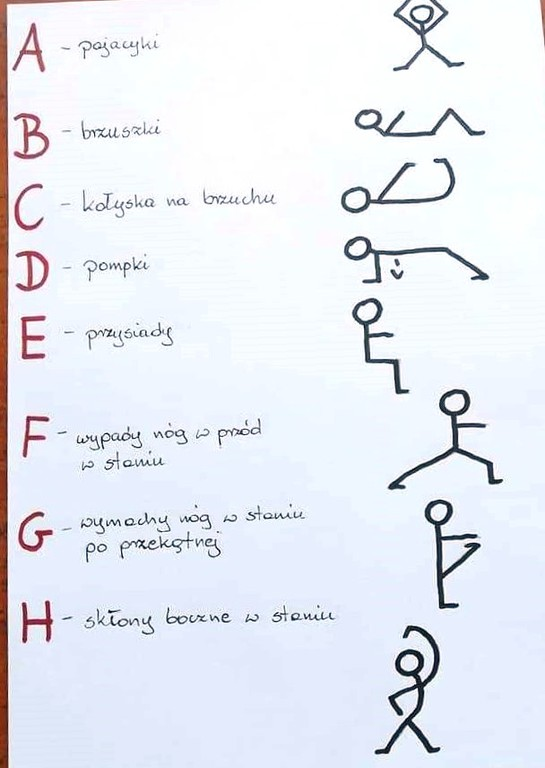 A - pajacyki
B - brzuszki
C - kołyska na brzuchu
D - pompki
E - przysiady
F - wypady nóg w przód
w staniu
G - wymachy nóg w staniu
po przekątnej
H - skłony boczne w staniu